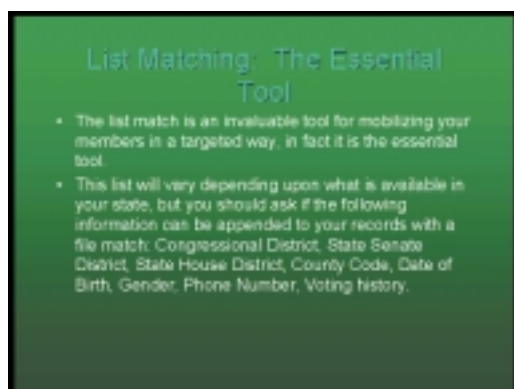 List Matching: The Essential
Tool
• The list match is an invaluable tool for mobilizing your
members in a targeted way, in fact it is the essential
tool.
• This list will vary depending upon what is available in
your state, but you should ask if the following
information can be appended to your records with a
file match: Congressional District, State Senate
District, State House District, County Code, Date of
Birth, Gender, Phone Number, Voting history.